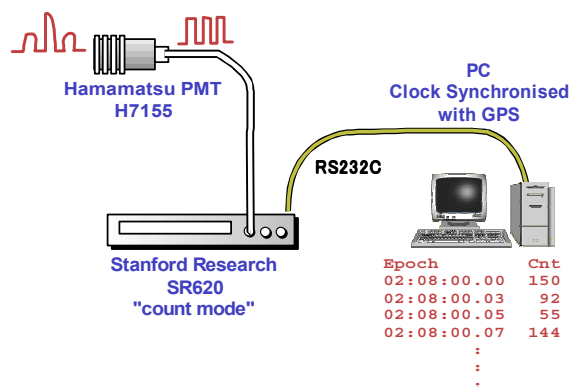 Hamamatsu PMT
H7155
PC
Clock Synchronised
with GPS
RS232C
Stanford Research
SR620
"count mode"
Epoch Cnt
02:08:00.00 150
02:08:00.03 92
02:08:00.05 55
02:08:00.07 144
:
:
.